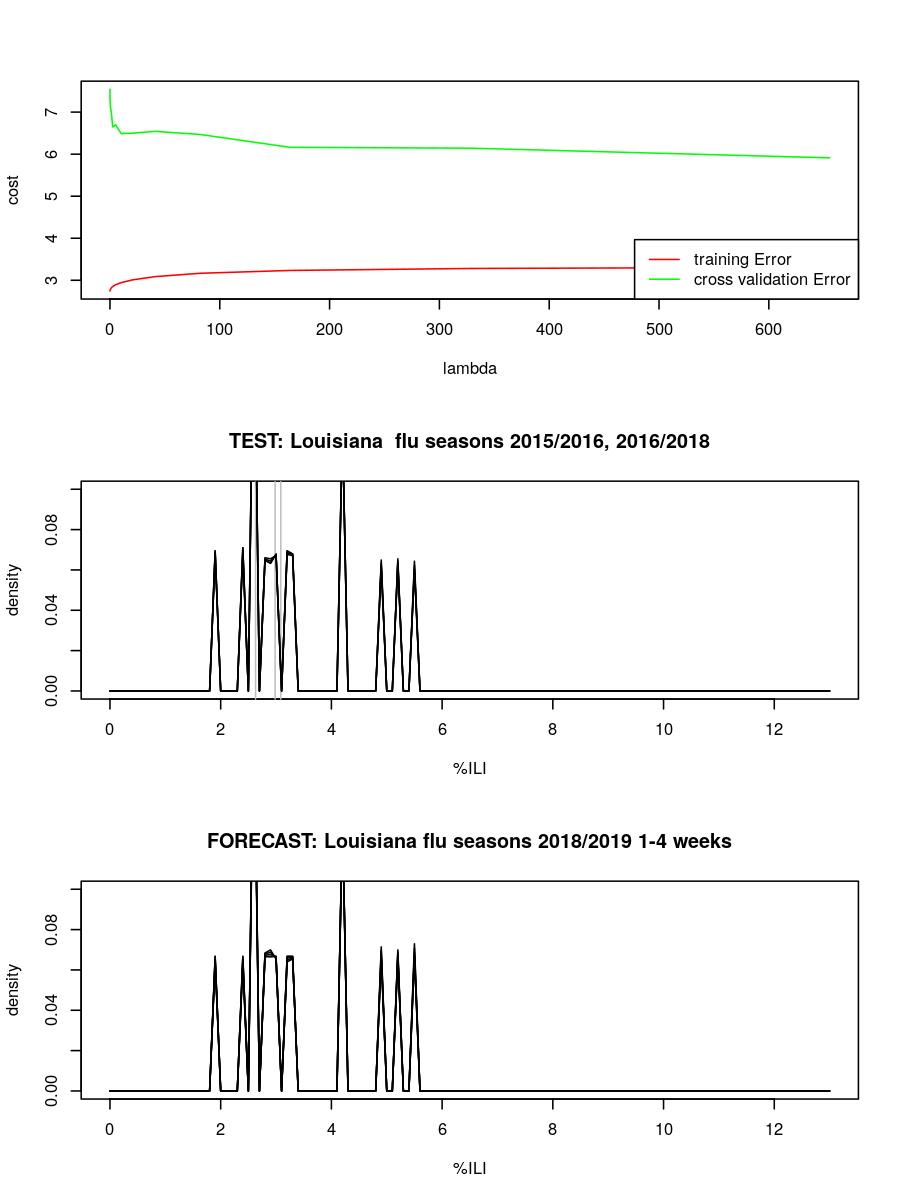 cost
7
6
5
4
3
training Error
cross validation Error
0 100 200 300 400 500 600
lambda
TEST: Louisiana  flu seasons 2015/2016, 2016/2018
density
0.08
0.04
0.00
0 2 4 6 8 10 12
%ILI
FORECAST: Louisiana flu seasons 2018/2019 1-4 weeks
density
0.08
0.04
0.00
0 2 4 6 8 10 12
%ILI